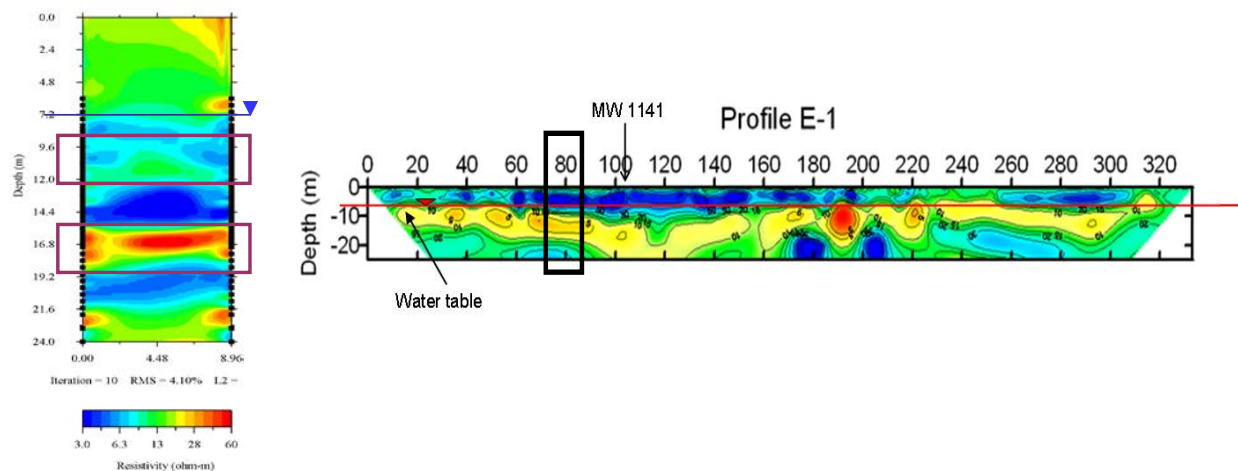 0.0
2.4
4.8
7.2
9.6
12.0
14.4
16.8
19.2
21.6
24.0
Depth (m)
0.00 4.48 8.96
Iteration = 10 RMS = 4.10% L2 =
3.0 6.3 13 28 60
Resistivity (ohm-m)
MW 1141
Profile E-1
0 20 40 60 80 100 120 140 160 180 200 220 240 260 280 300 320
Depth (m)
0
-10
-20
Water table